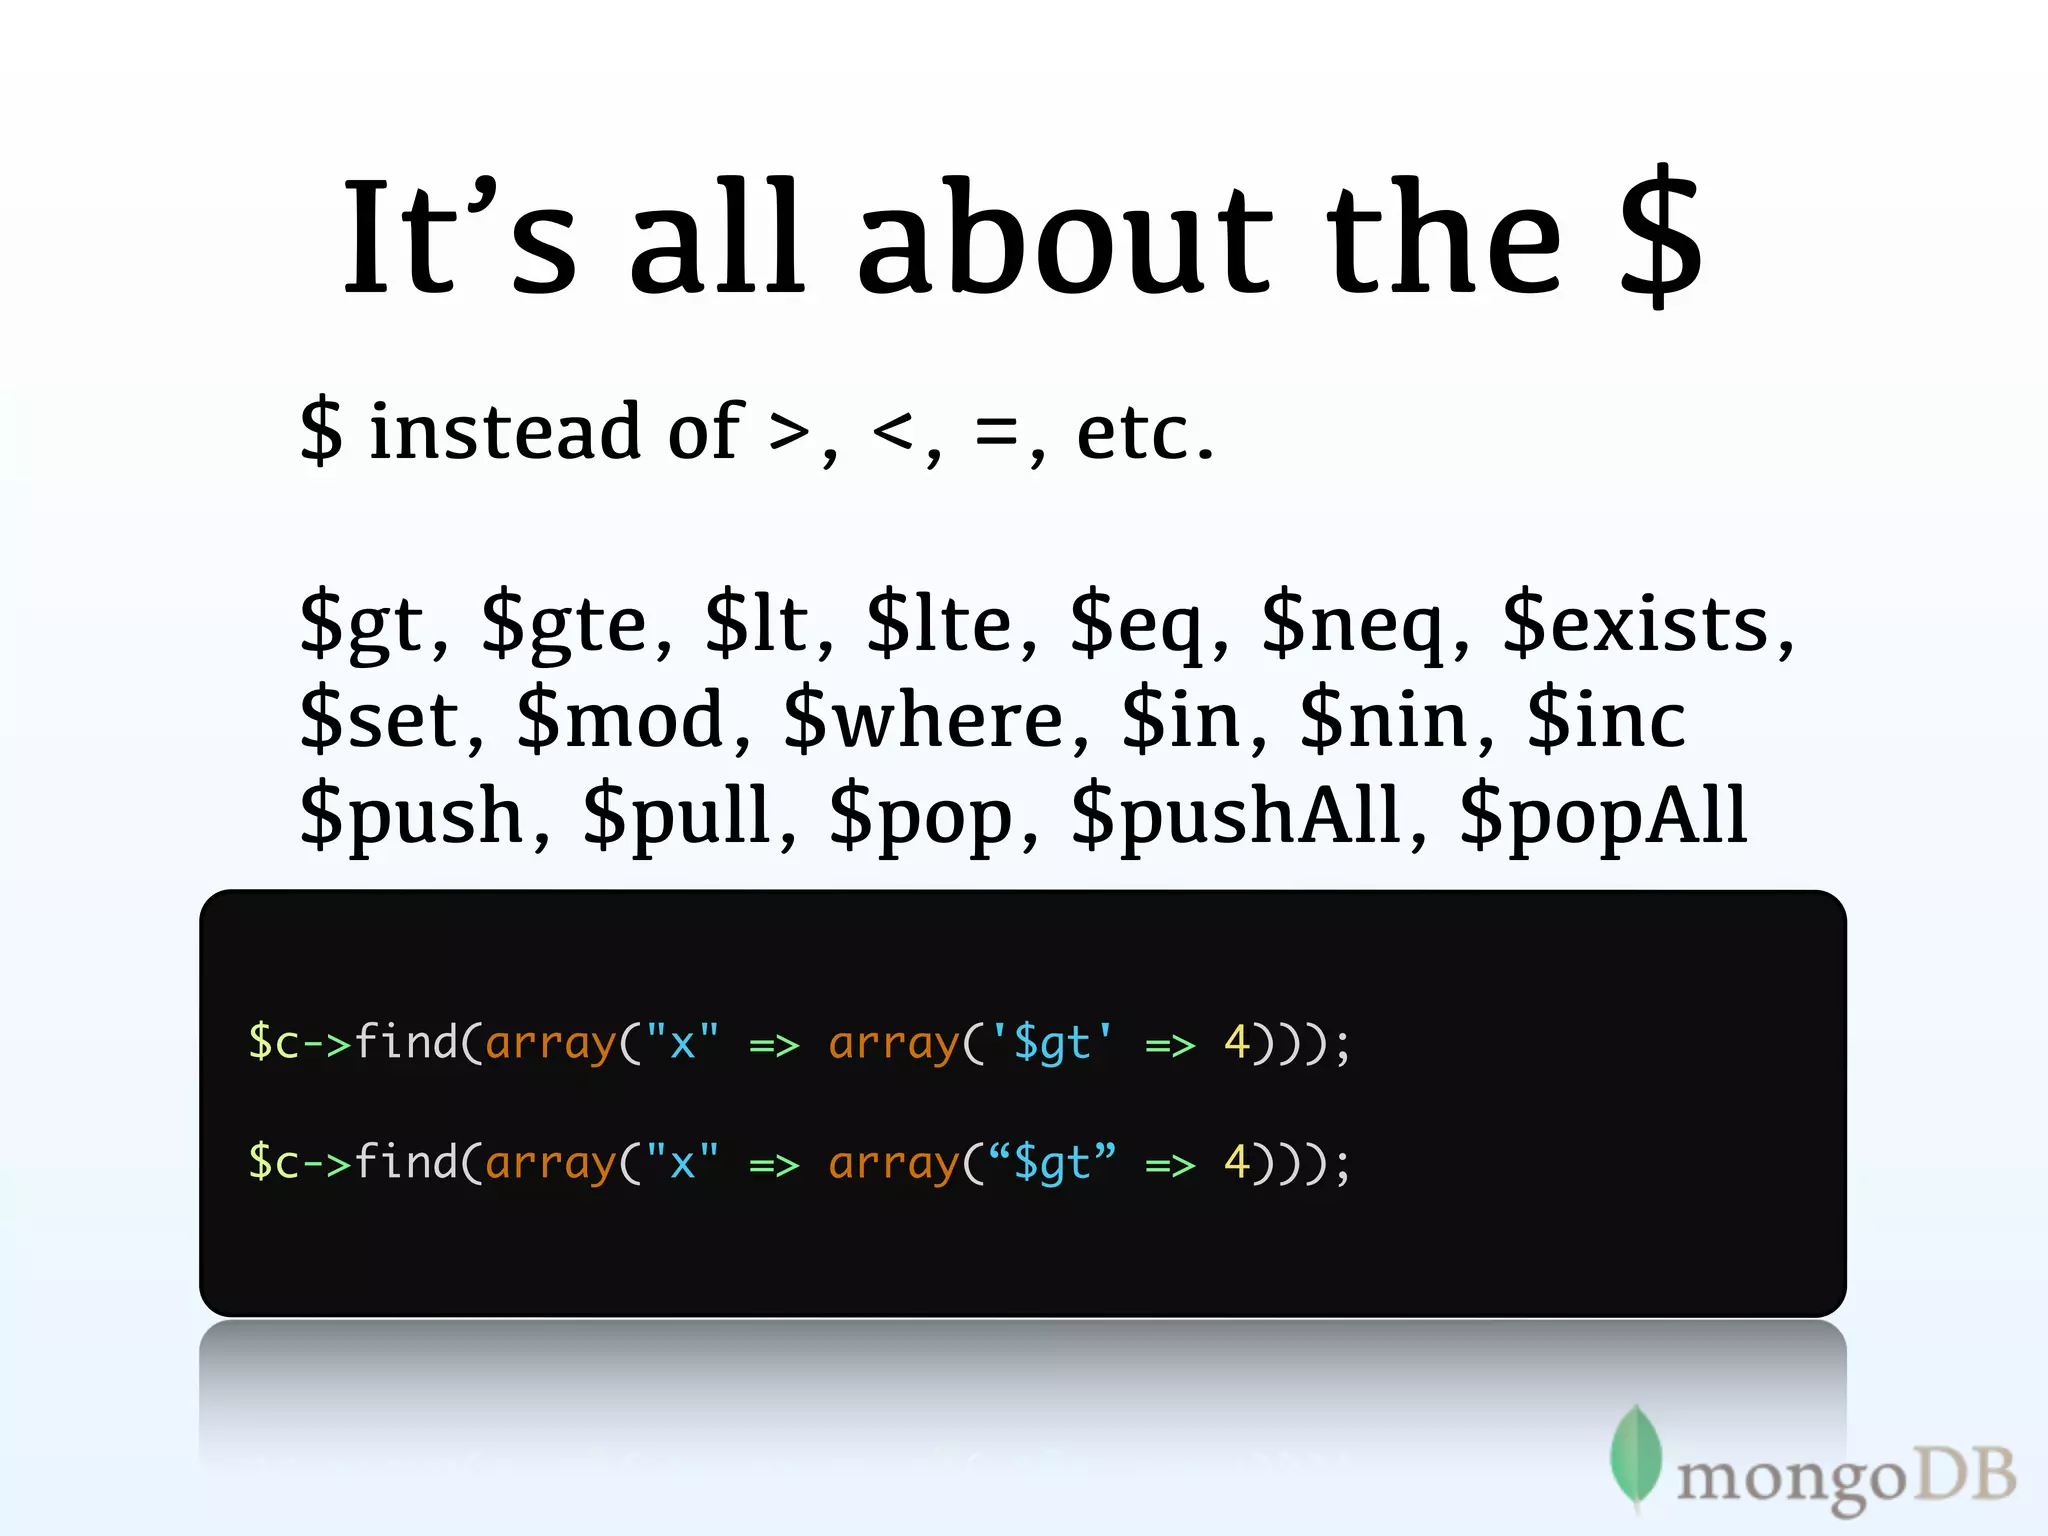 It’s all about the $
$ instead of >, <, =, etc.
$gt, $gte, $lt, $lte, $eq, $neq, $exists,
$set, $mod, $where, $in, $nin, $inc
$push, $pull, $pop, $pushAll, $popAll
$c->find(array("x" => array('$gt' => 4)));
$c->find(array("x" => array(“$gt” => 4)));
mongoDB